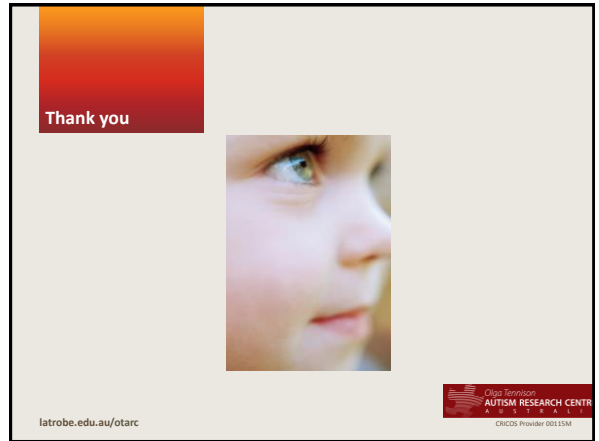 Thank you
Olga Tennison
AUTISM RESEARCH CENTR
A U S T R A L I
latrobe.edu.au/otarc
CRICOS Provider 00115M